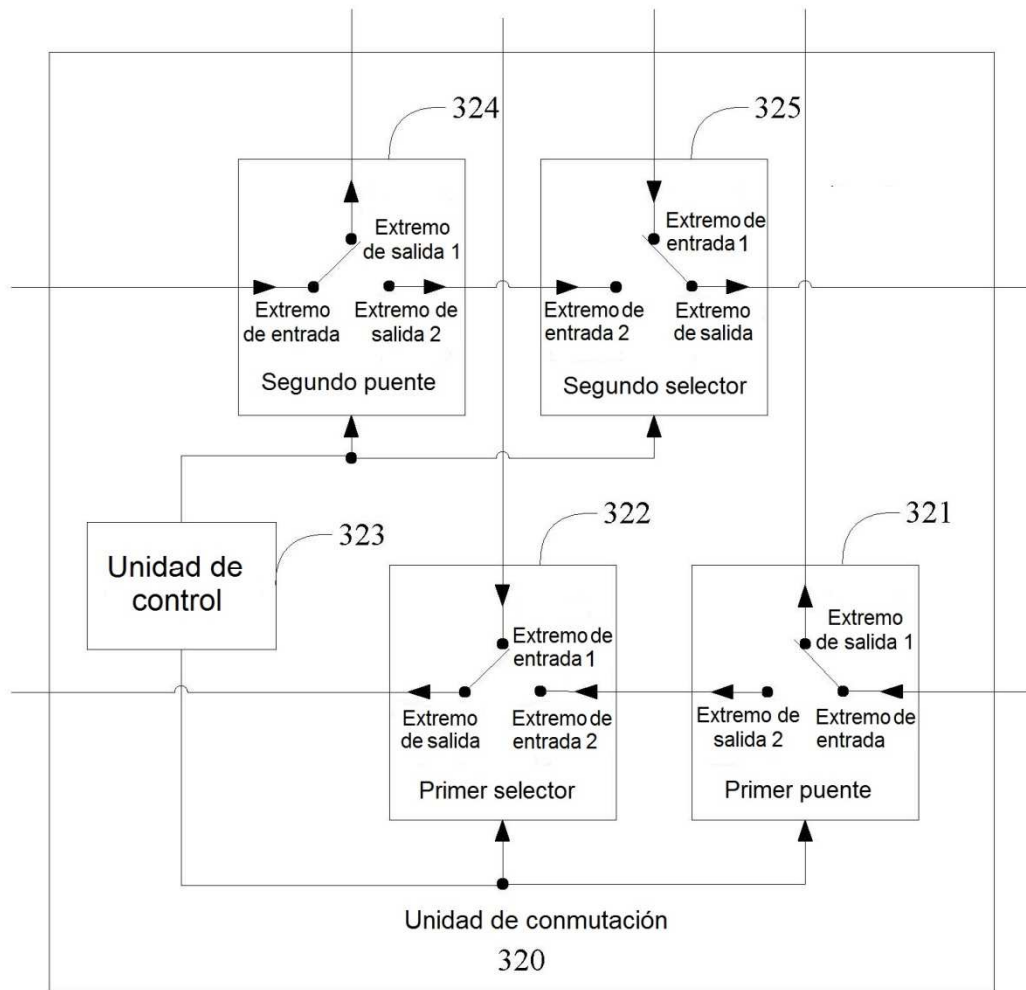 324
325
Extremo
de salida 1
Extremo de
entrada 1
Extremo
de entrada
Extremo de
salida 2
Extremo de
entrada 2
Extremo
de salida
Segundo puente
Segundo selector
323
322
321
Unidad de
control
Extremo de
entrada 1
Extremo
de salida 1
Extremo
de salida
Extremo de
entrada 2
Extremo de
salida 2
Extremo de
entrada
Primer selector
Primer puente
Unidad de conmutación
320